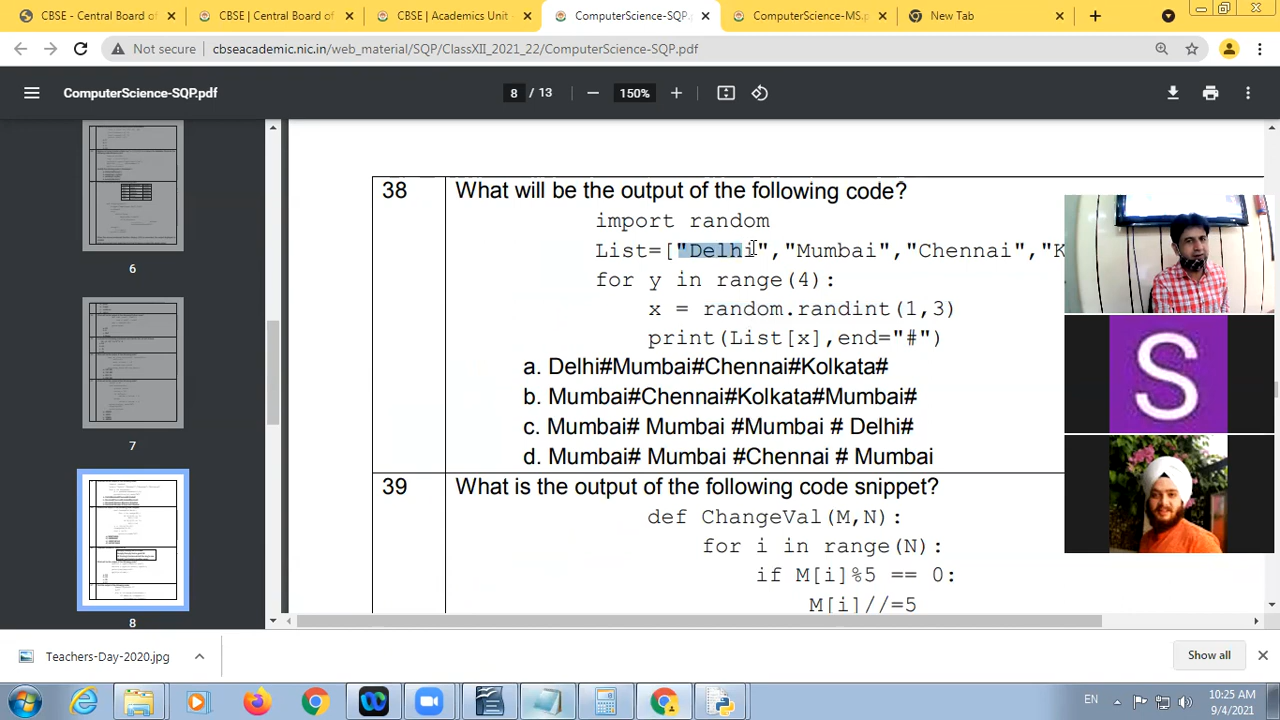 CBSE - Central Board of
CBSE | Central Board of
CBSE | Academics Unit -
ComputerScience-SQP.
ComputerScience-MS.p
New Tab
Not secure
cbseacademic.nic.in/web_material/SQP/ClassXII_2021_22/ComputerScience-SQP.pdf
ComputerScience-SQP.pdf
8 / 13
150%
6
7
8
38
What will be the output of the following code?
import random
List=["Delhi","Mumbai","Chennai","K
for y in range(4):
x = random.randint(1,3)
print(List[x],end="#")
a. Delhi#Mumbai#Chennai#Kolkata#
b. Mumbai#Chennai#Kolkata#Mumbai#
c. Mumbai# Mumbai #Mumbai # Delhi#
d. Mumbai# Mumbai #Chennai # Mumbai
39
What is the output of the following code snippet?
def ChangeVal(M,N):
for i in range(N):
if M[i]%5 == 0:
M[i]//=5
S
Teachers-Day-2020.jpg
Show all
EN
10:25 AM
9/4/2021